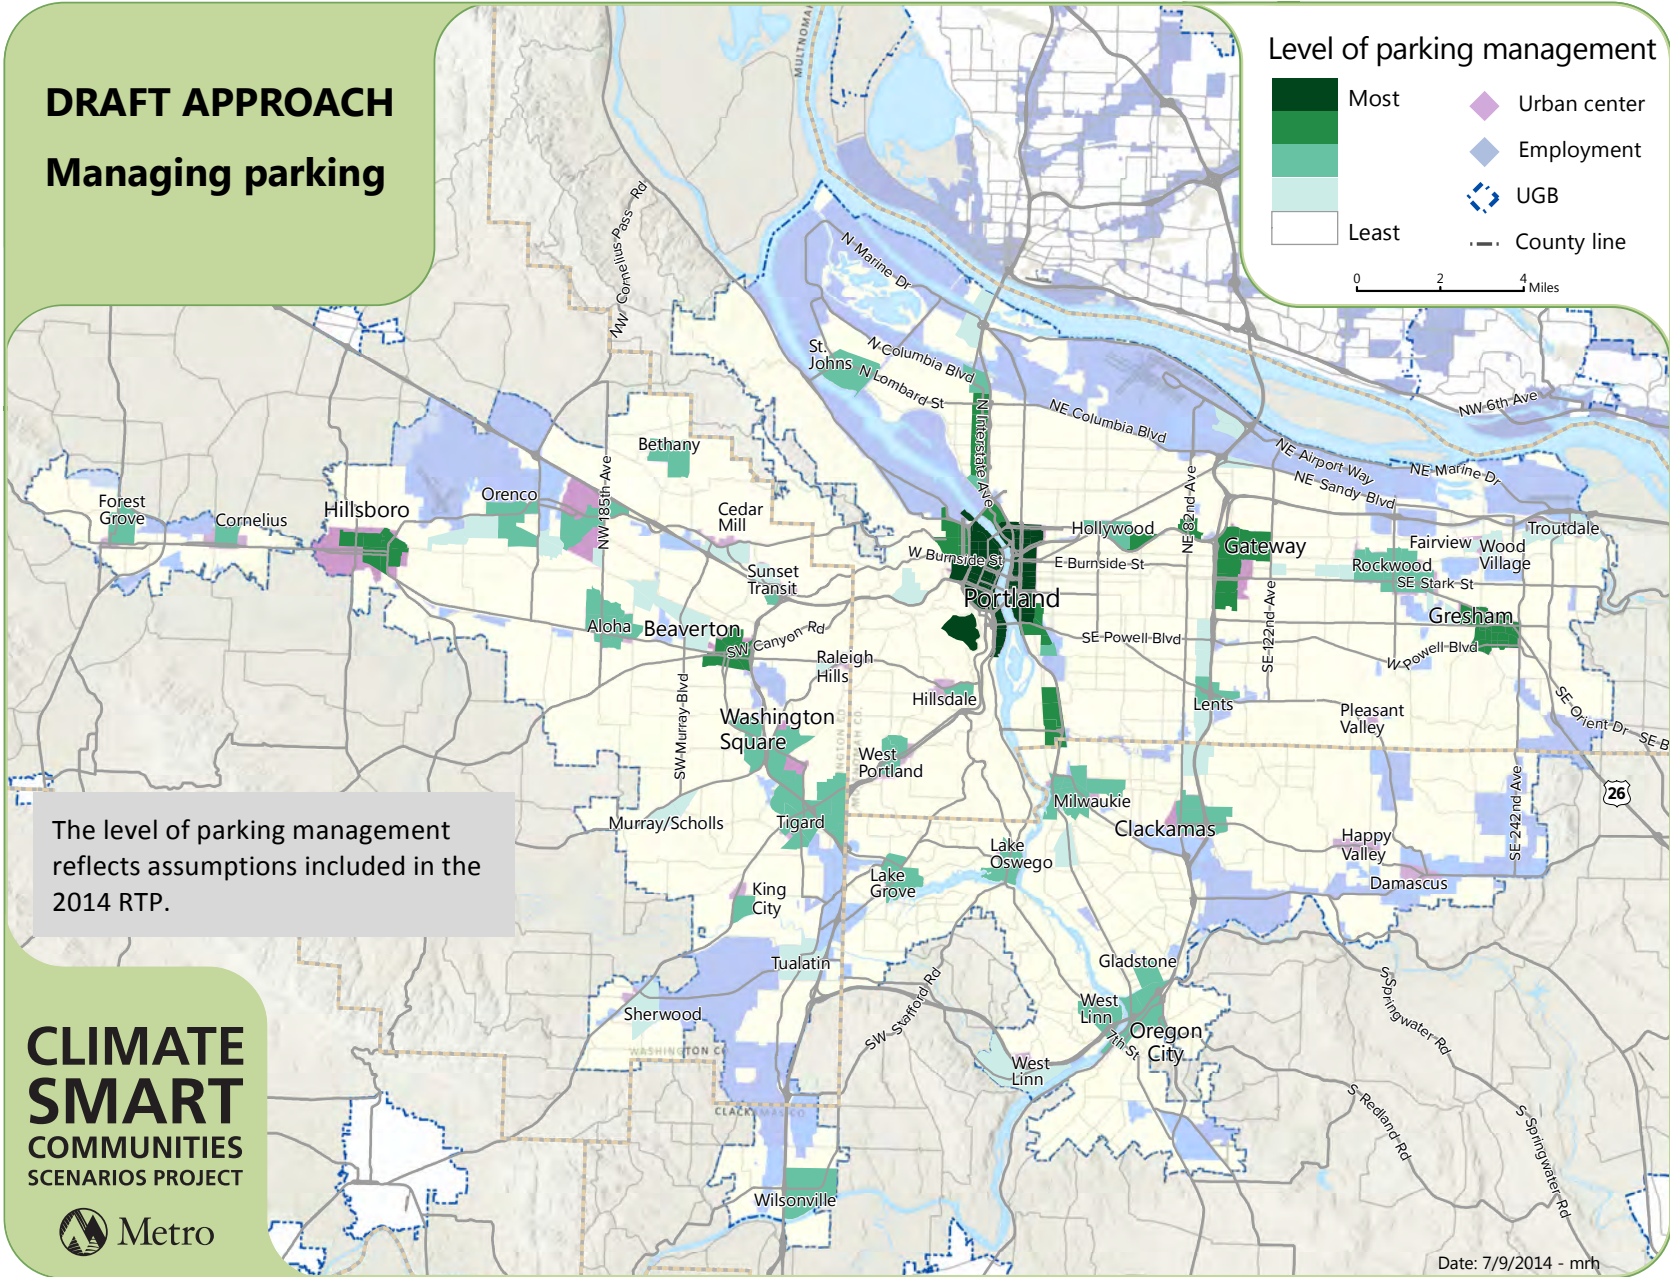 DRAFT APPROACH
Managing parking
Level of parking management
Most
Least
Urban center
Employment
UGB
County line
0 2 4 Miles
MULTNOMAH
NW Cornelius Pass Rd
N Marine Dr
N Columbia Blvd
St.
Johns
N Lombard St
N Interstate Ave
NE Columbia Blvd
NW 6th Ave
NE Airport Way
NE Marine Dr
NE Sandy Blvd
NE 82nd Ave
Bethany
NW 185th Ave
Orenco
Forest
Grove
Cornelius
Hillsboro
Cedar
Mill
Hollywood
Gateway
Troutdale
Fairview
Wood
Village
Rockwood
SE Stark St
W Burnside St
E Burnside St
Sunset
Transit
Portland
Gresham
SE 122nd Ave
Aloha
Beaverton
SW Canyon Rd
SE Powell Blvd
W Powell Blvd
Raleigh
Hills
Hillsdale
Lents
Pleasant
Valley
SE Orient Dr
SE B
SW Murray Blvd
Washington
Square
West
Portland
26
SE 242nd Ave
Milwaukie
Clackamas
Murray/Scholls
Tigard
Happy
Valley
Lake
Oswego
Lake
Grove
Damascus
King
City
The level of parking management
reflects assumptions included in the
2014 RTP.
Tualatin
Gladstone
SW Stafford Rd
S Springwater Rd
West
Linn
Sherwood
Oregon
City
7th St
WASHINGTON CO
West
Linn
CLACKAMAS CO
S Redland Rd
S Springwater Rd
Wilsonville
CLIMATE
SMART
COMMUNITIES
SCENARIOS PROJECT
Metro
Date: 7/9/2014 - mrh